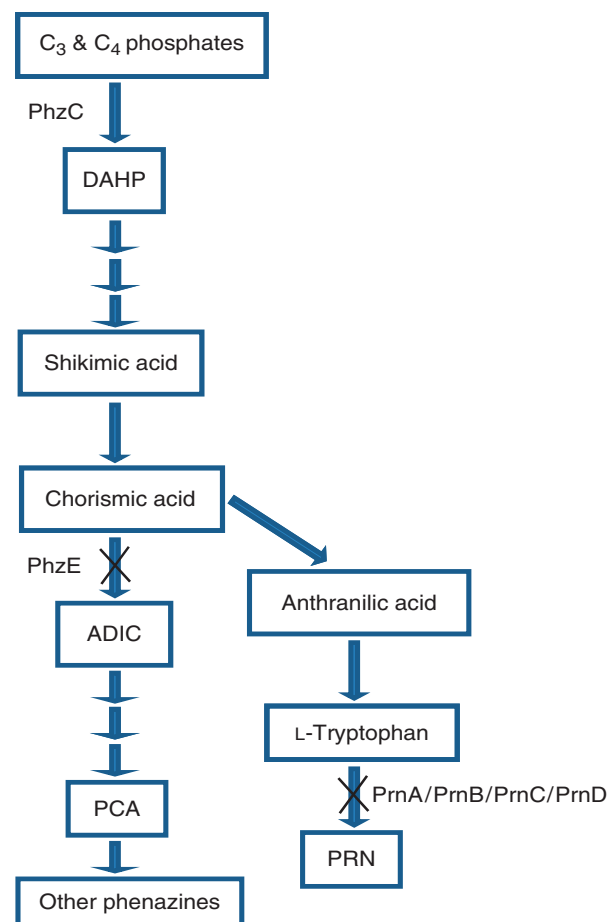 C3 & C4 phosphates
PhzC
DAHP
Shikimic acid
Chorismic acid
PhzE
Anthranilic acid
ADIC
L-Tryptophan
PCA
PrnA/PrnB/PrnC/PrnD
PRN
Other phenazines